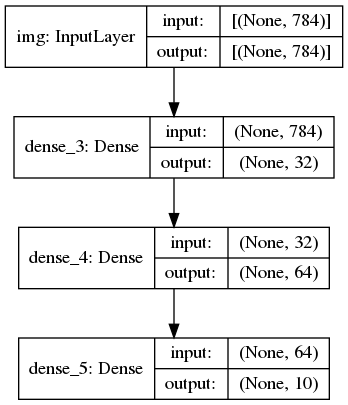 img: InputLayer
input:
[(None, 784)]
output:
[(None, 784)]
dense_3: Dense
input:
(None, 784)
output:
(None, 32)
dense_4: Dense
input:
(None, 32)
output:
(None, 64)
dense_5: Dense
input:
(None, 64)
output:
(None, 10)